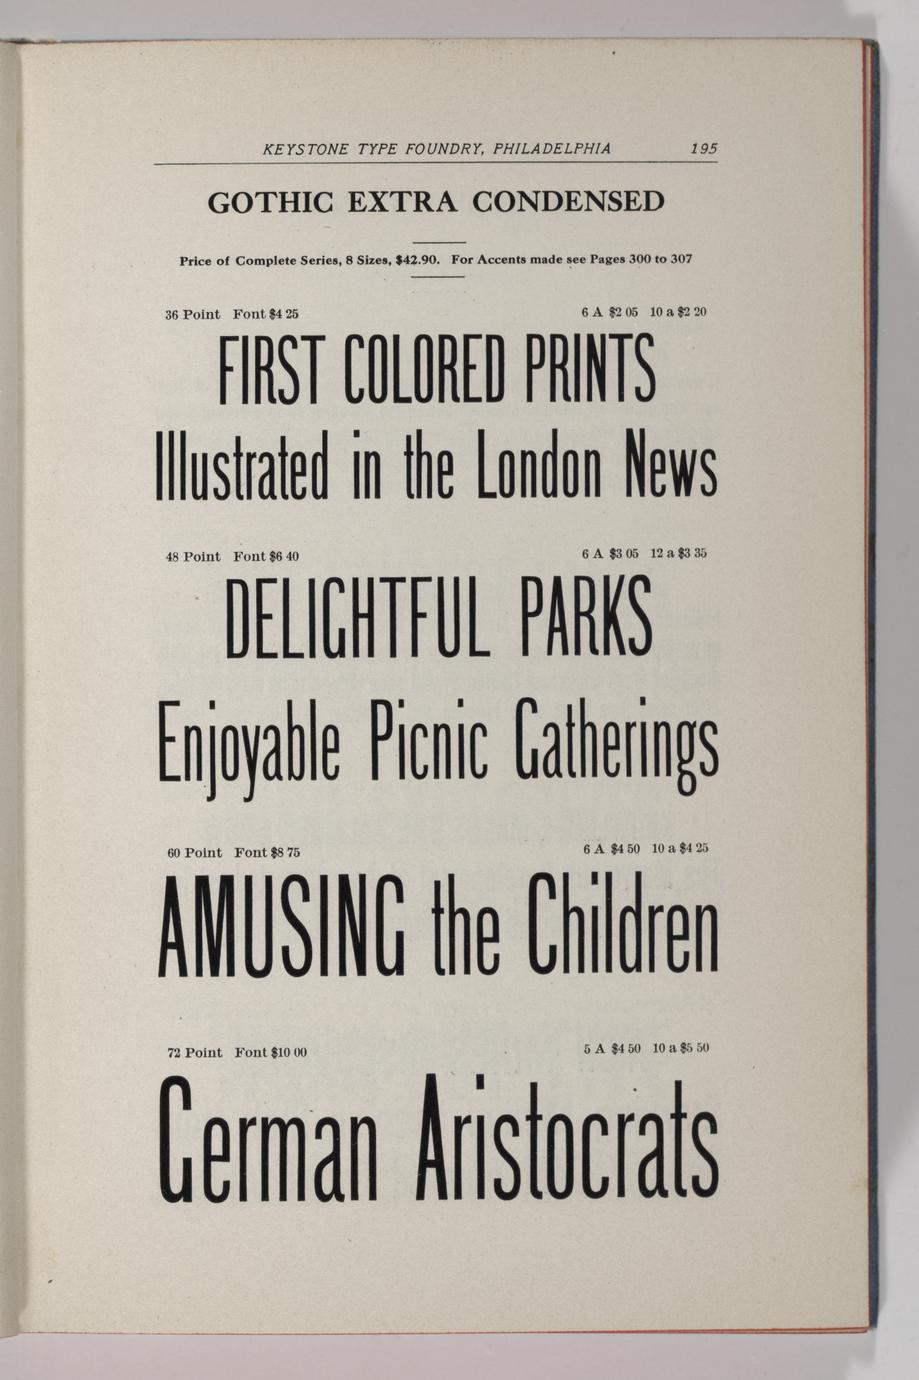 KEYSTONE TYPE FOUNDRY, PHILADELPHIA 195
GOTHIC EXTRA CONDENSED
Price of Complete Series, 8 Sizes, $42.90. For Accents made see Pages 300 to 307
36 Point Font $4 25 6 A $2 05 10 a $2 20
FIRST COLORED PRINTS
Illustrated in the London News
48 Point Font $6 40 6 A $3 05 12 a $3 35
DELIGHTFUL PARKS
Enjoyable Picnic Gatherings
60 Point Font $8 75 6 A $4 50 10 a $4 25
AMUSING the Children
72 Point Font $10 00 5 A $4 50 10 a $5 50
German Aristocrats